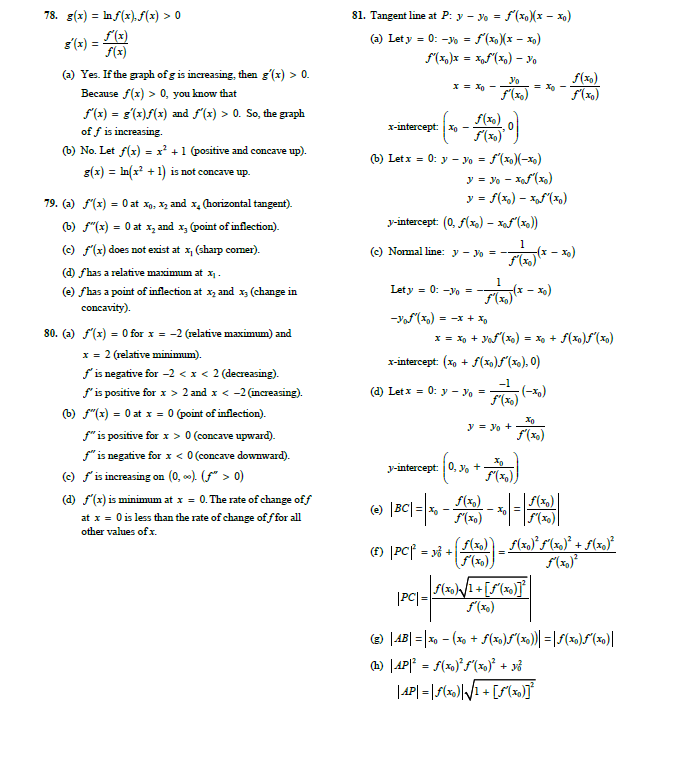 78. g(x) = ln f(x), f(x) > 0
g′(x) = f′(x)/f(x)
(a) Yes. If the graph of g is increasing, then g′(x) > 0.
Because f(x) > 0, you know that
f′(x) = g′(x)f(x) and f′(x) > 0. So, the graph
of f is increasing.
(b) No. Let f(x) = x² + 1 (positive and concave up).
g(x) = ln(x² + 1) is not concave up.
79. (a) f′(x) = 0 at x₀, x₂ and x₄ (horizontal tangent).
(b) f″(x) = 0 at x₂ and x₃ (point of inflection).
(c) f′(x) does not exist at x₁ (sharp corner).
(d) f has a relative maximum at x₁.
(e) f has a point of inflection at x₂ and x₃ (change in
concavity).
80. (a) f′(x) = 0 for x = −2 (relative maximum) and
x = 2 (relative minimum).
f′ is negative for −2 < x < 2 (decreasing).
f′ is positive for x > 2 and x < −2 (increasing).
(b) f″(x) = 0 at x = 0 (point of inflection).
f″ is positive for x > 0 (concave upward).
f″ is negative for x < 0 (concave downward).
(c) f′ is increasing on (0, ∞). (f″ > 0)
(d) f′(x) is minimum at x = 0. The rate of change of f
at x = 0 is less than the rate of change of f for all
other values of x.
81. Tangent line at P: y − y₀ = f′(x₀)(x − x₀)
(a) Let y = 0: −y₀ = f′(x₀)(x − x₀)
f′(x₀)x = x₀f′(x₀) − y₀
x = x₀ − y₀/f′(x₀) = x₀ − f(x₀)/f′(x₀)
x-intercept: (x₀ − f(x₀)/f′(x₀), 0)
(b) Let x = 0: y − y₀ = f′(x₀)(−x₀)
y = y₀ − x₀f′(x₀)
y = f(x₀) − x₀f′(x₀)
y-intercept: (0, f(x₀) − x₀f′(x₀))
(c) Normal line: y − y₀ = −1/f′(x₀)(x − x₀)
Let y = 0: −y₀ = −1/f′(x₀)(x − x₀)
−y₀f′(x₀) = −x + x₀
x = x₀ + y₀f′(x₀) = x₀ + f(x₀)f′(x₀)
x-intercept: (x₀ + f(x₀)f′(x₀), 0)
(d) Let x = 0: y − y₀ = −1/f′(x₀)(−x₀)
y = y₀ + x₀/f′(x₀)
y-intercept: (0, y₀ + x₀/f′(x₀))
(e) |BC| = |x₀ − f(x₀)/f′(x₀) − x₀| = |f(x₀)/f′(x₀)|
(f) |PC|² = y₀² + (f(x₀)/f′(x₀))² = (f(x₀)²f′(x₀)² + f(x₀)²)/f′(x₀)²
|PC| = |f(x₀)√(1 + [f′(x₀)]²)/f′(x₀)|
(g) |AB| = |x₀ − (x₀ + f(x₀)f′(x₀))| = |f(x₀)f′(x₀)|
(h) |AP|² = f(x₀)²f′(x₀)² + y₀²
|AP| = |f(x₀)|√(1 + [f′(x₀)]²)